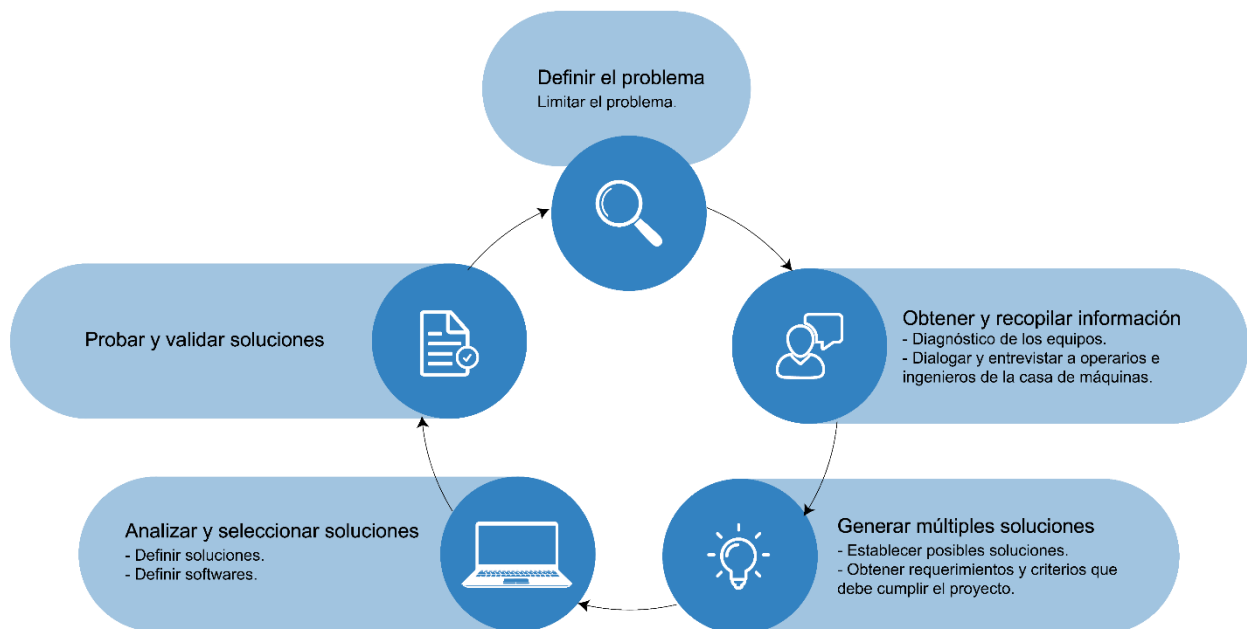 Definir el problema
Limitar el problema.
Obtener y recopilar información
- Diagnóstico de los equipos.
- Dialogar y entrevistar a operarios e
ingenieros de la casa de máquinas.
Generar múltiples soluciones
- Establecer posibles soluciones.
- Obtener requerimientos y criterios que
debe cumplir el proyecto.
Analizar y seleccionar soluciones
- Definir soluciones.
- Definir softwares.
Probar y validar soluciones